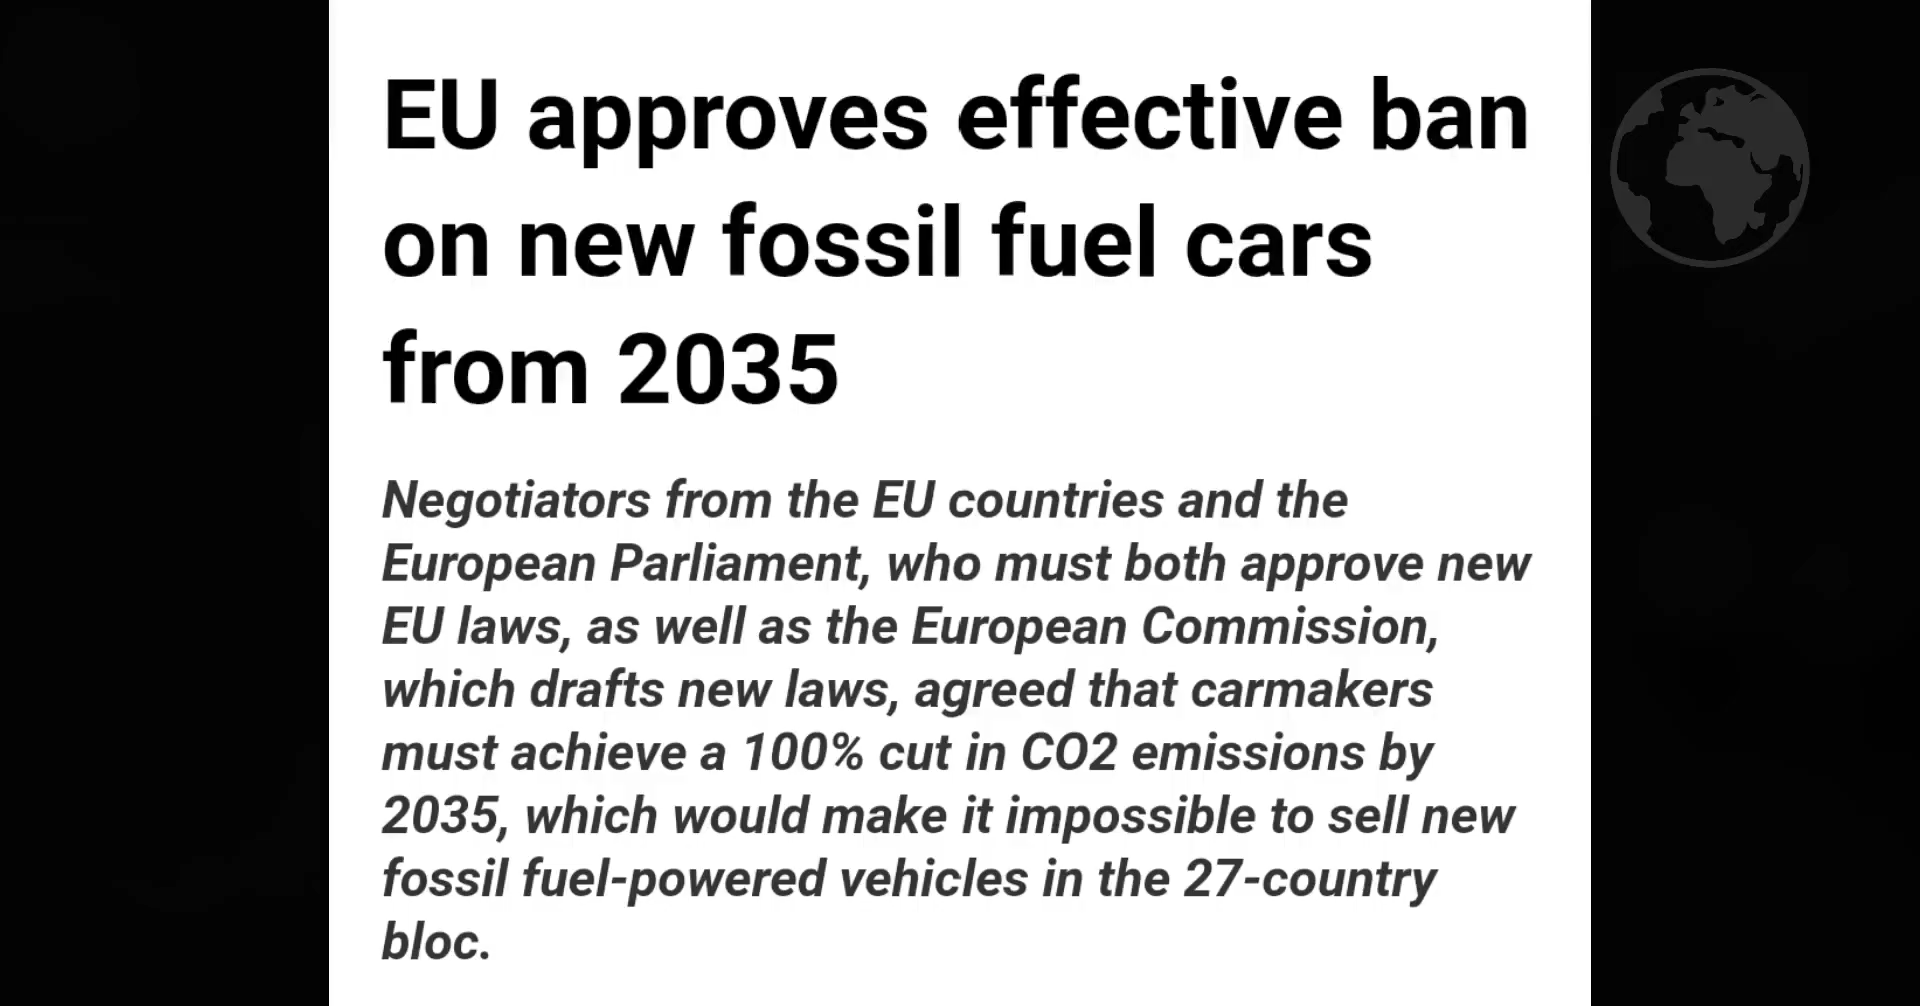 EU approves effective ban
on new fossil fuel cars
from 2035
Negotiators from the EU countries and the
European Parliament, who must both approve new
EU laws, as well as the European Commission,
which drafts new laws, agreed that carmakers
must achieve a 100% cut in CO2 emissions by
2035, which would make it impossible to sell new
fossil fuel-powered vehicles in the 27-country
bloc.